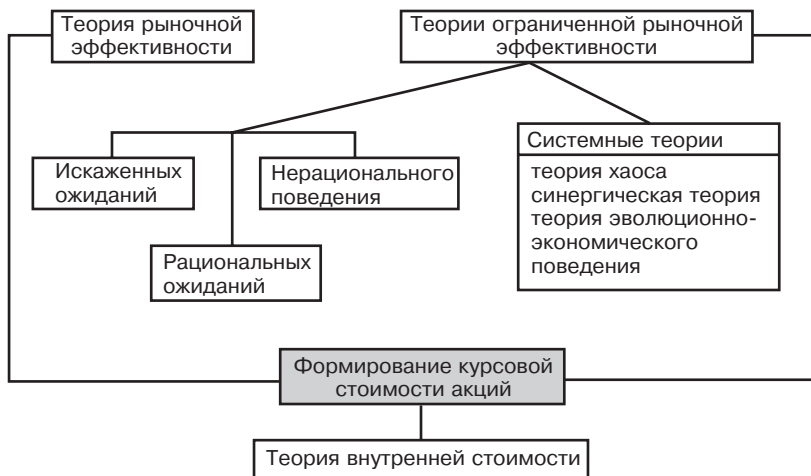 Теория рыночной
эффективности
Теории ограниченной рыночной
эффективности
Искаженных
ожиданий
Нерационального
поведения
Рациональных
ожиданий
Системные теории
теория хаоса
синергическая теория
теория эволюционно-
экономического
поведения
Формирование курсовой
стоимости акций
Теория внутренней стоимости